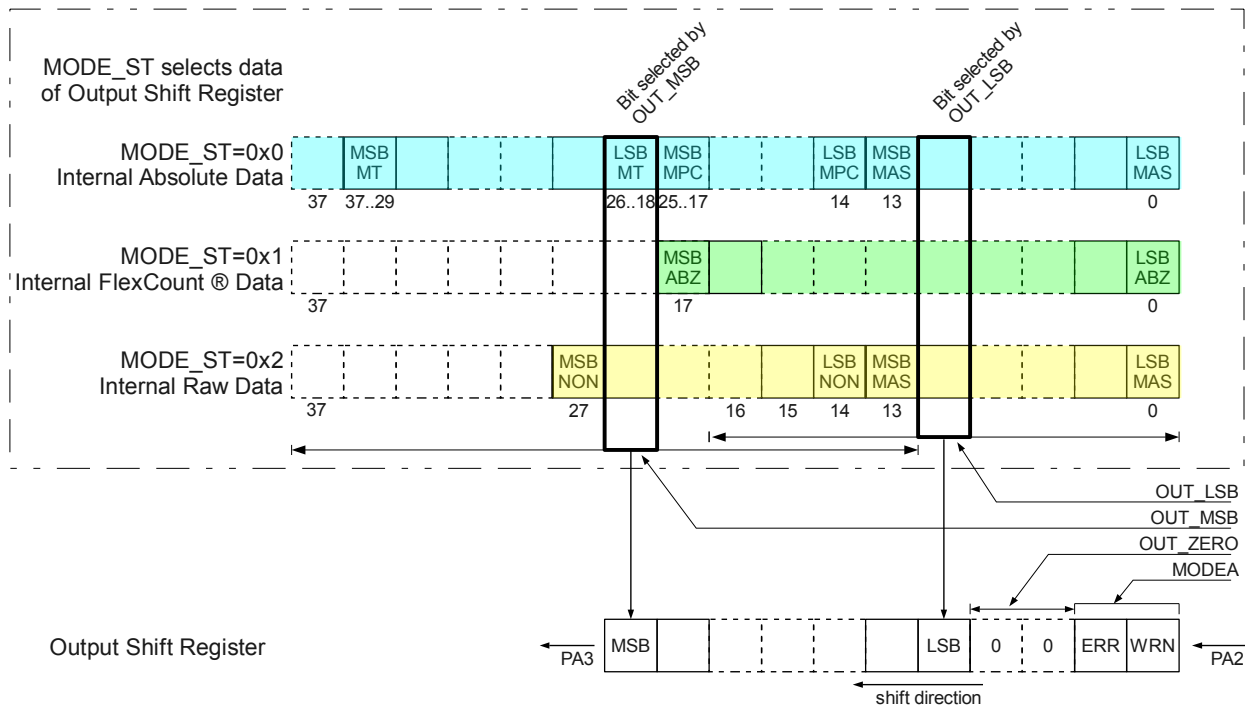 MODE_ST selects data
of Output Shift Register
Bit selected by
OUT_MSB
Bit selected by
OUT_LSB
MODE_ST=0x0
Internal Absolute Data
MSB MT
LSB MT
MSB MPC
LSB MPC
MSB MAS
LSB MAS
37 37..29 26..18 25..17 14 13 0
MODE_ST=0x1
Internal FlexCount ® Data
MSB ABZ
LSB ABZ
37 17 0
MODE_ST=0x2
Internal Raw Data
MSB NON
LSB NON
MSB MAS
LSB MAS
37 27 16 15 14 13 0
OUT_LSB
OUT_MSB
OUT_ZERO
MODEA
Output Shift Register
PA3
MSB LSB 0 0 ERR WRN
PA2
shift direction